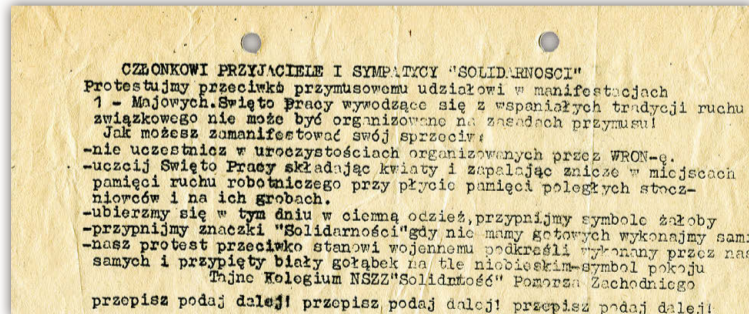 CZŁONKOWI PRZYJACIELE I SYMPATYCY "SOLIDARNOSCI"
Protestujmy przeciwko przymusowemu udziałowi w manifestacjach
1 - Majowych.Swięto Pracy wywodzące się z wspaniałych tradycji ruchu
związkowego nie może być organizowane na zasadach przymusu!
Jak możesz zamanifestować swój sprzeciw:
-nie uczestnicz w uroczystościach organizowanych przez WRON-ę.
-uczcij Swięto Pracy składając kwiaty i zapalając znicze w miejscach
pamięci ruchu robotniczego przy płycie pamięci poległych stocz-
niowców i na ich grobach.
-ubierzmy się w tym dniu w ciemną odzież,przypnijmy symbole żałoby
-przypnijmy znaczki "Solidarności"gdy nie mamy gotowych wykonajmy sami
-nasz protest przeciwko stanowi wojennemu podkreśli wykonany przez nas
samych i przypięty biały gołąbek na tle niebieskim-symbol pokoju
Tajne Kolegium NSZZ"Solidrność" Pomorza Zachodniego
przepisz podaj dalej! przepisz podaj dalej! przepisz podaj dalej!